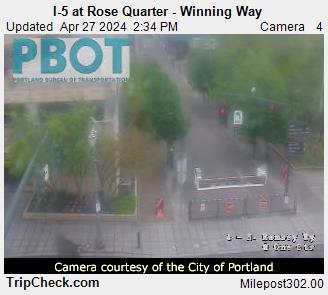 I-5 at Rose Quarter - Winning Way
Updated Apr 27 2024 2:34 PM Camera 4
PBOT
PORTLAND BUREAU OF TRANSPORTATION
Camera courtesy of the City of Portland
TripCheck.com Milepost302.00